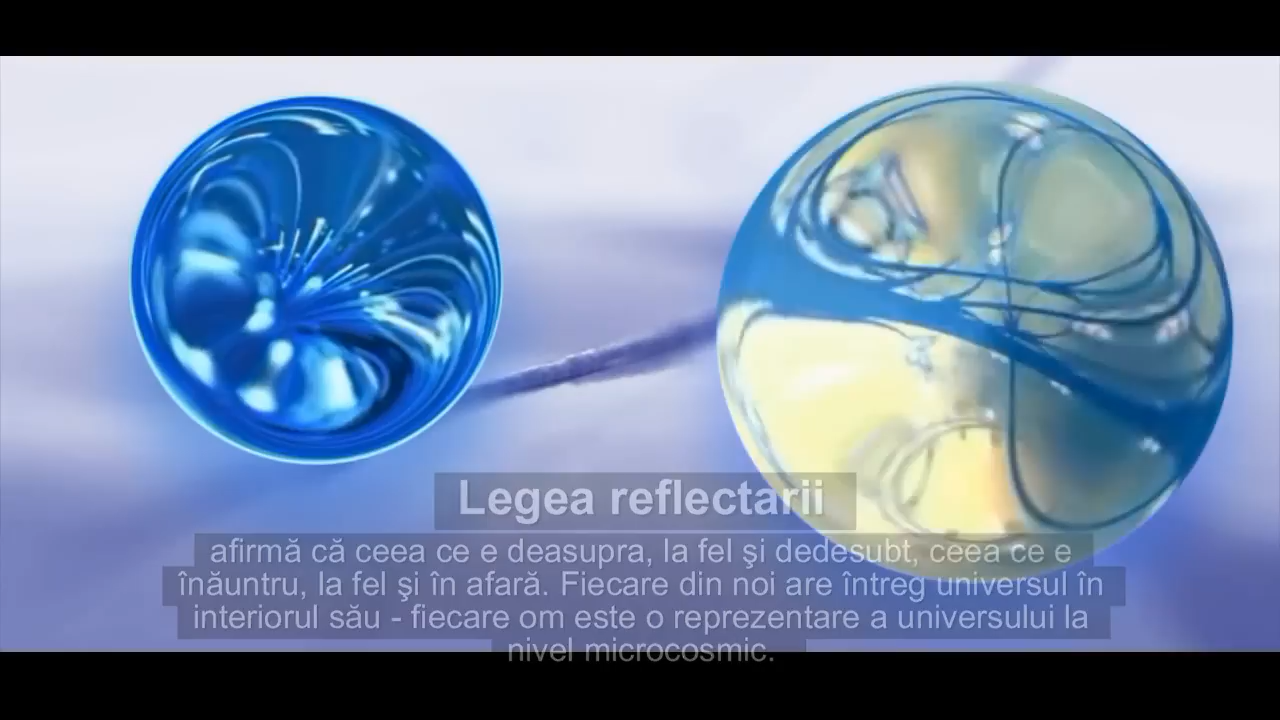 Legea reflectarii
afirmă că ceea ce e deasupra, la fel şi dedesubt, ceea ce e
înăuntru, la fel şi în afară. Fiecare din noi are întreg universul în
interiorul său - fiecare om este o reprezentare a universului la
nivel microcosmic.